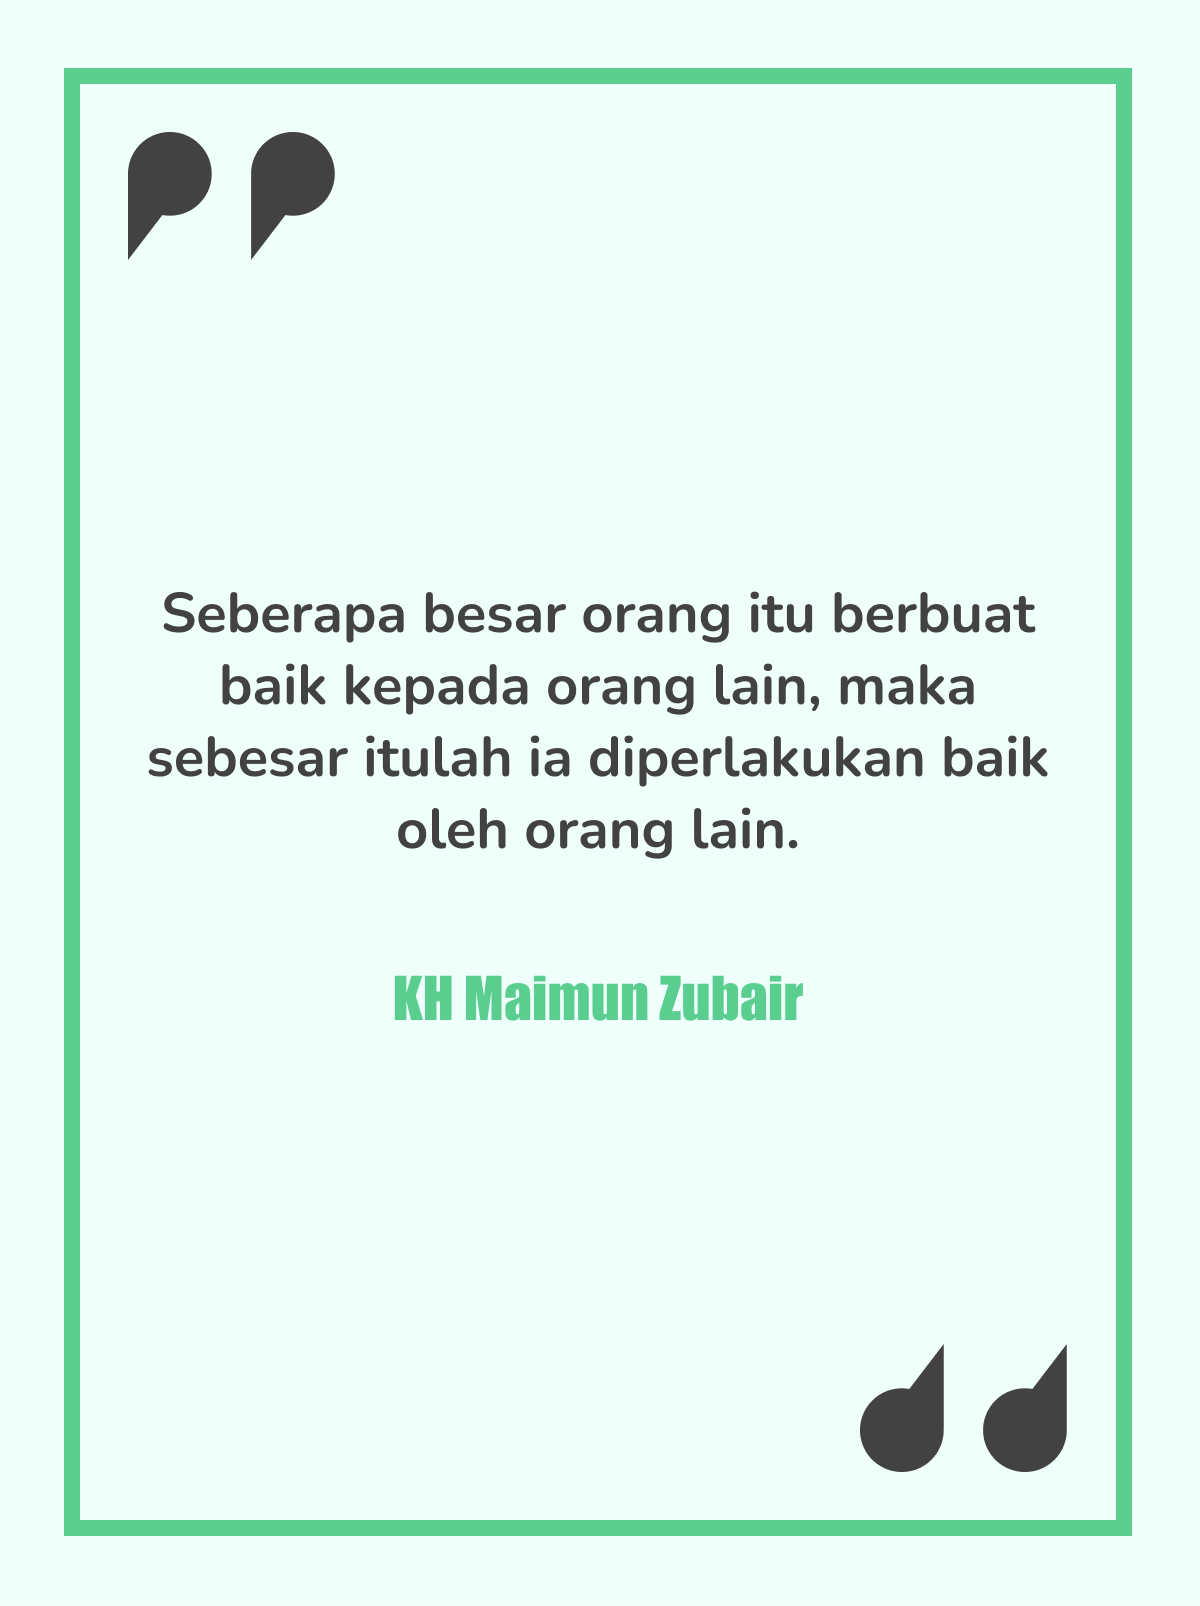 Seberapa besar orang itu berbuat
baik kepada orang lain, maka
sebesar itulah ia diperlakukan baik
oleh orang lain.
KH Maimun Zubair